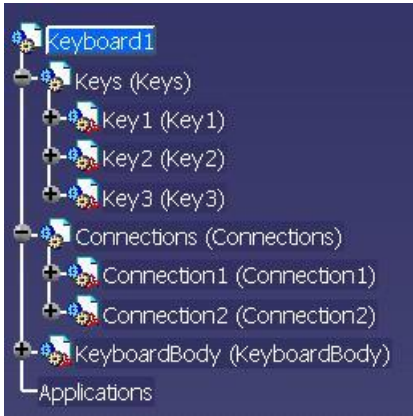 Keyboard1
Keys (Keys)
Key1 (Key1)
Key2 (Key2)
Key3 (Key3)
Connections (Connections)
Connection1 (Connection1)
Connection2 (Connection2)
KeyboardBody (KeyboardBody)
Applications